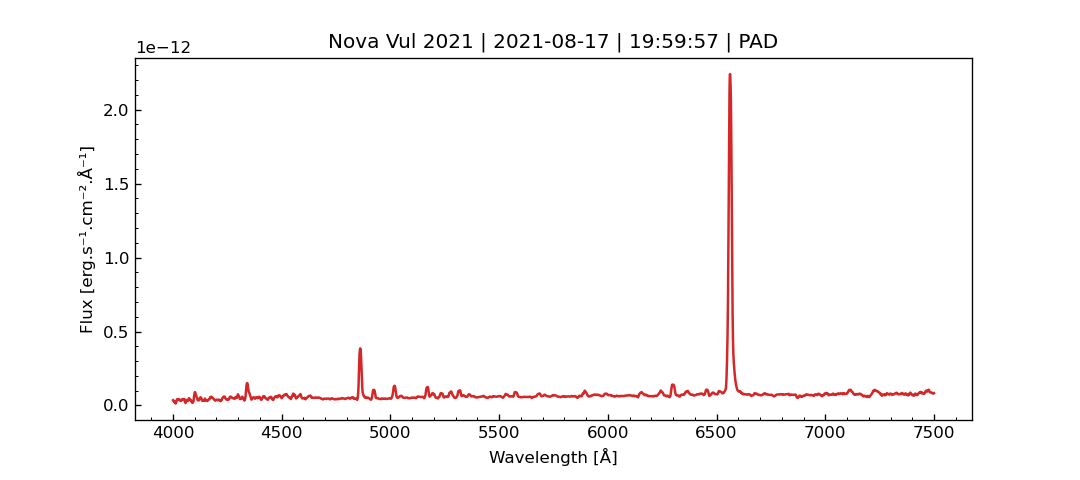 Nova Vul 2021 | 2021-08-17 | 19:59:57 | PAD
1e−12
2.0
1.5
1.0
0.5
0.0
Flux [erg.s⁻¹.cm⁻².Å⁻¹]
4000 4500 5000 5500 6000 6500 7000 7500
Wavelength [Å]